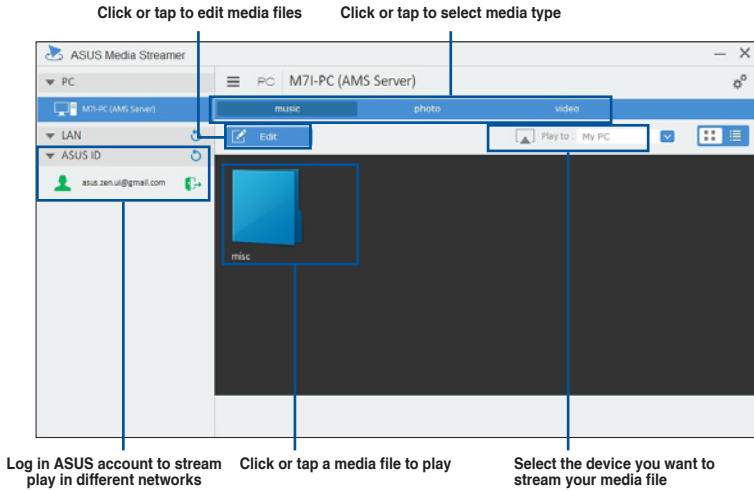 Click or tap to edit media files
Click or tap to select media type
ASUS Media Streamer
PC
PC M7I-PC (AMS Server)
M7I-PC (AMS Server)
music photo video
LAN
Edit
Play to : My PC
ASUS ID
asus.zen.ui@gmail.com
misc
Log in ASUS account to stream
play in different networks
Click or tap a media file to play
Select the device you want to
stream your media file